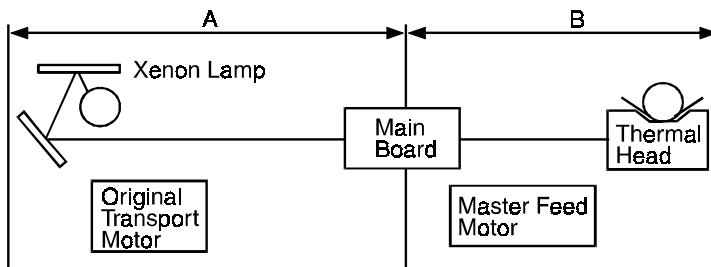 A
B
Xenon Lamp
Main
Board
Thermal
Head
Original
Transport
Motor
Master Feed
Motor